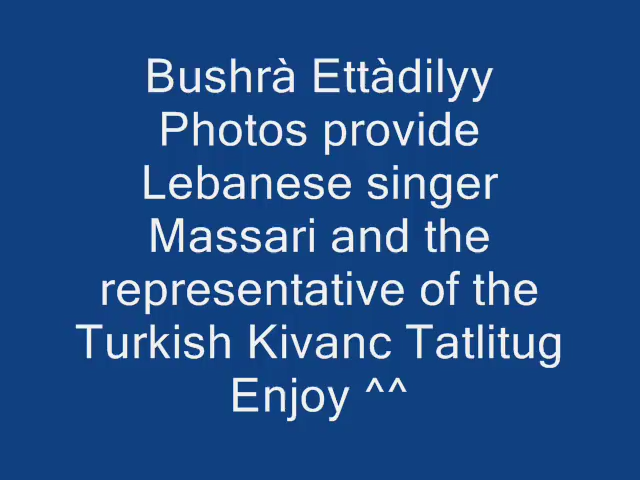 Bushrà Ettàdilyy
Photos provide
Lebanese singer
Massari and the
representative of the
Turkish Kivanc Tatlitug
Enjoy ^^